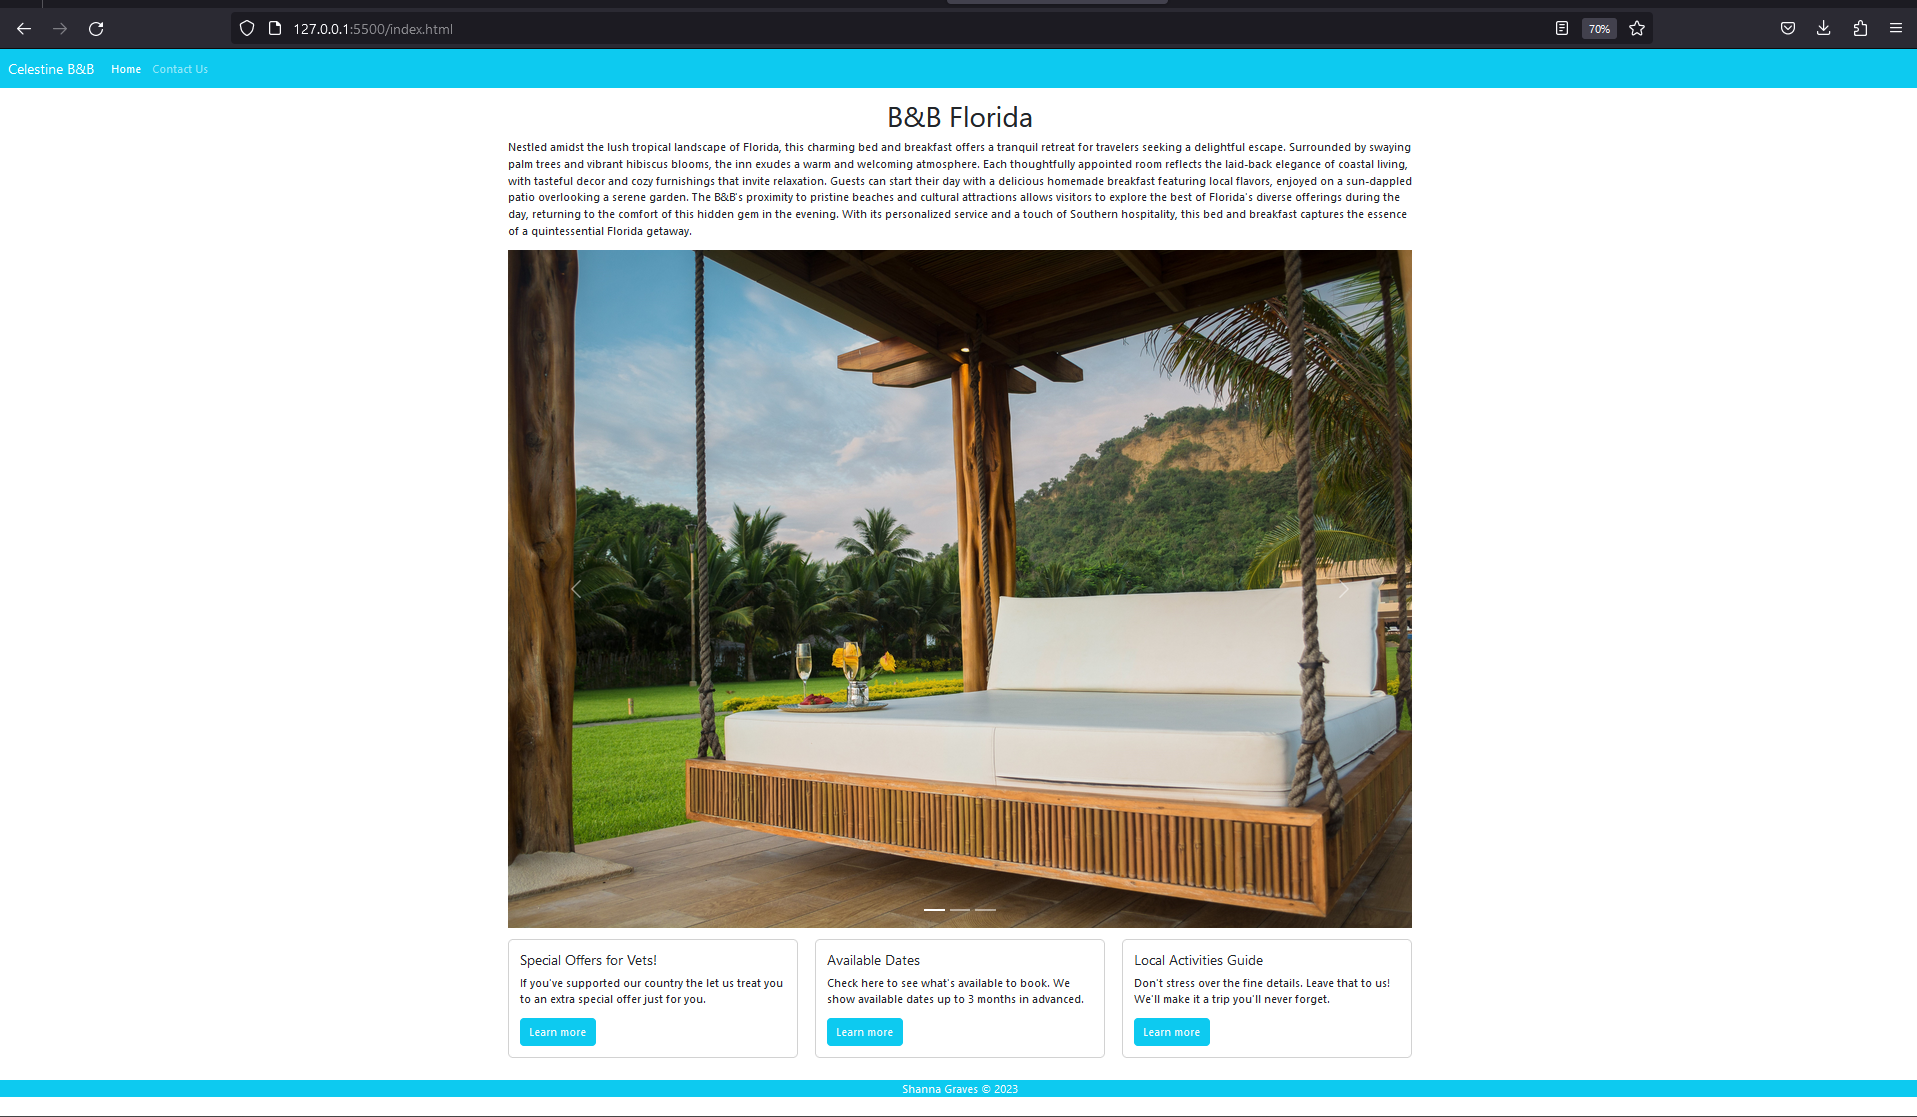 127.0.0.1:5500/index.html
70%
Celestine B&B Home Contact Us
B&B Florida
Nestled amidst the lush tropical landscape of Florida, this charming bed and breakfast offers a tranquil retreat for travelers seeking a delightful escape. Surrounded by swaying
palm trees and vibrant hibiscus blooms, the inn exudes a warm and welcoming atmosphere. Each thoughtfully appointed room reflects the laid-back elegance of coastal living,
with tasteful decor and cozy furnishings that invite relaxation. Guests can start their day with a delicious homemade breakfast featuring local flavors, enjoyed on a sun-dappled
patio overlooking a serene garden. The B&B's proximity to pristine beaches and cultural attractions allows visitors to explore the best of Florida's diverse offerings during the
day, returning to the comfort of this hidden gem in the evening. With its personalized service and a touch of Southern hospitality, this bed and breakfast captures the essence
of a quintessential Florida getaway.
Special Offers for Vets!
If you've supported our country the let us treat you
to an extra special offer just for you.
Learn more
Available Dates
Check here to see what's available to book. We
show available dates up to 3 months in advanced.
Learn more
Local Activities Guide
Don't stress over the fine details. Leave that to us!
We'll make it a trip you'll never forget.
Learn more
Shanna Graves © 2023